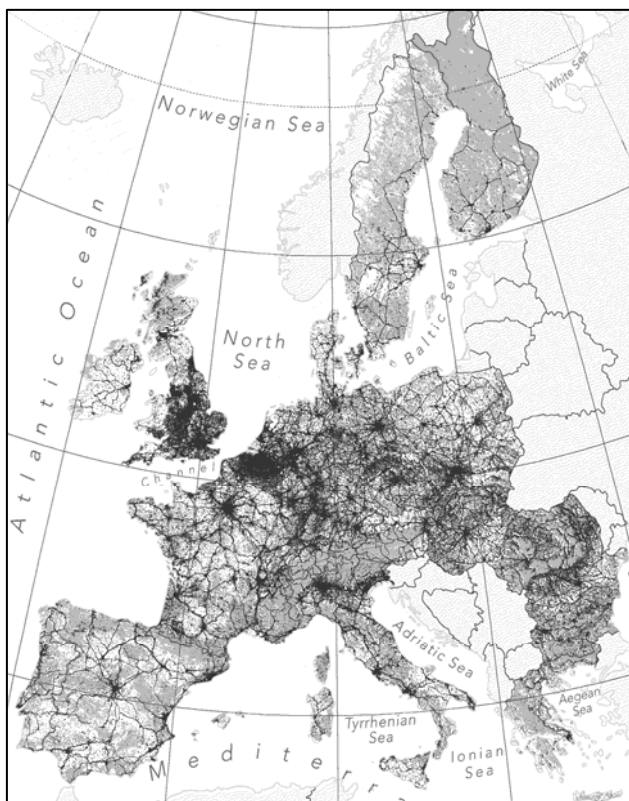 White Sea
Norwegian Sea
Atlantic Ocean
North
Sea
Baltic Sea
Channel
Adriatic Sea
Aegean
Sea
Tyrrhenian
Sea
Ionian
Sea